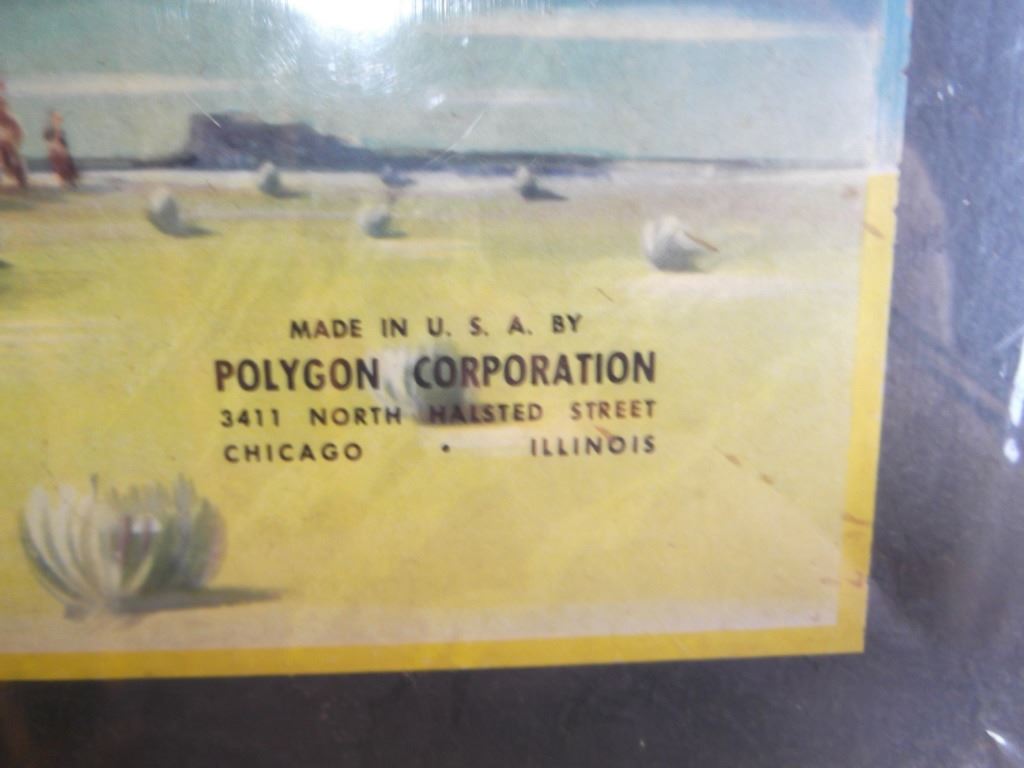 MADE IN U. S. A. BY
POLYGON CORPORATION
3411 NORTH HALSTED STREET
CHICAGO • ILLINOIS